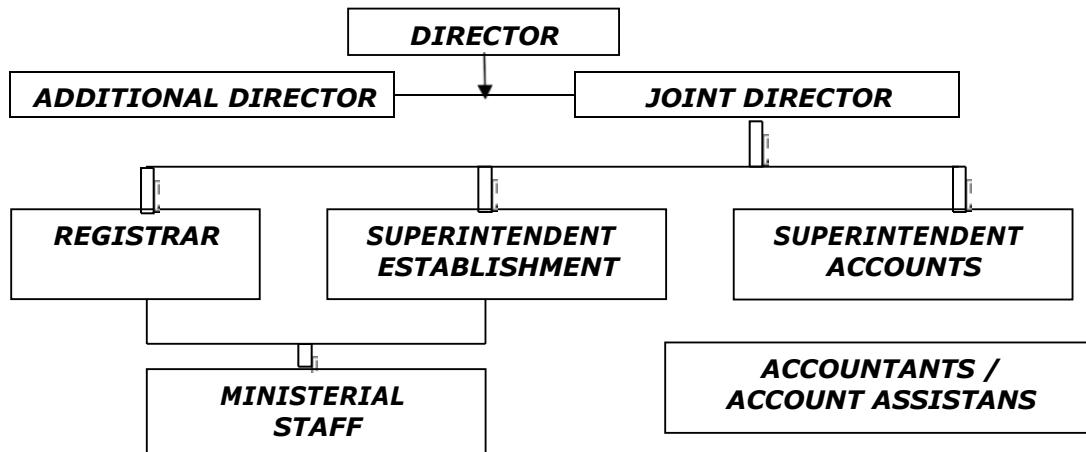 DIRECTOR
ADDITIONAL DIRECTOR
JOINT DIRECTOR
REGISTRAR
SUPERINTENDENT
ESTABLISHMENT
SUPERINTENDENT
ACCOUNTS
MINISTERIAL
STAFF
ACCOUNTANTS /
ACCOUNT ASSISTANS